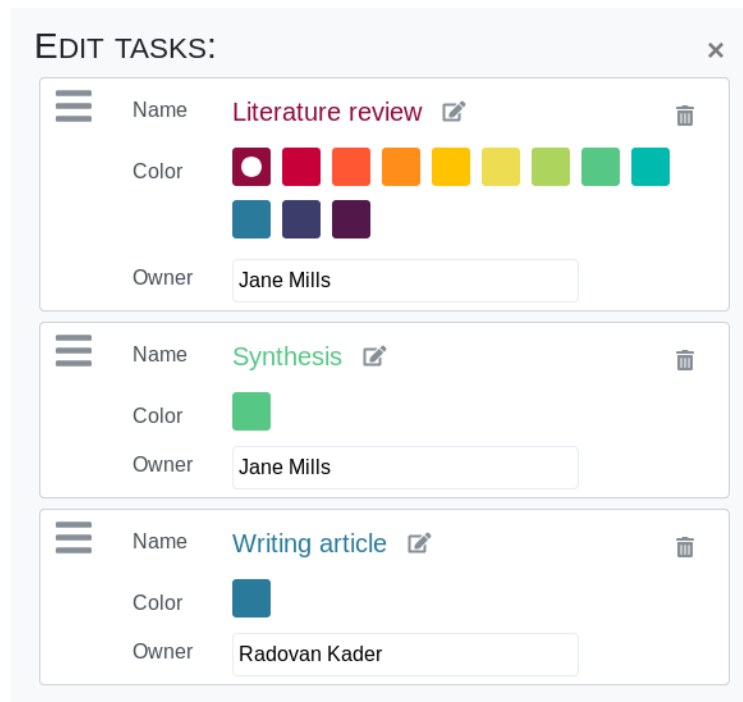 EDIT TASKS:
Name Literature review
Color
Owner Jane Mills
Name Synthesis
Color
Owner Jane Mills
Name Writing article
Color
Owner Radovan Kader